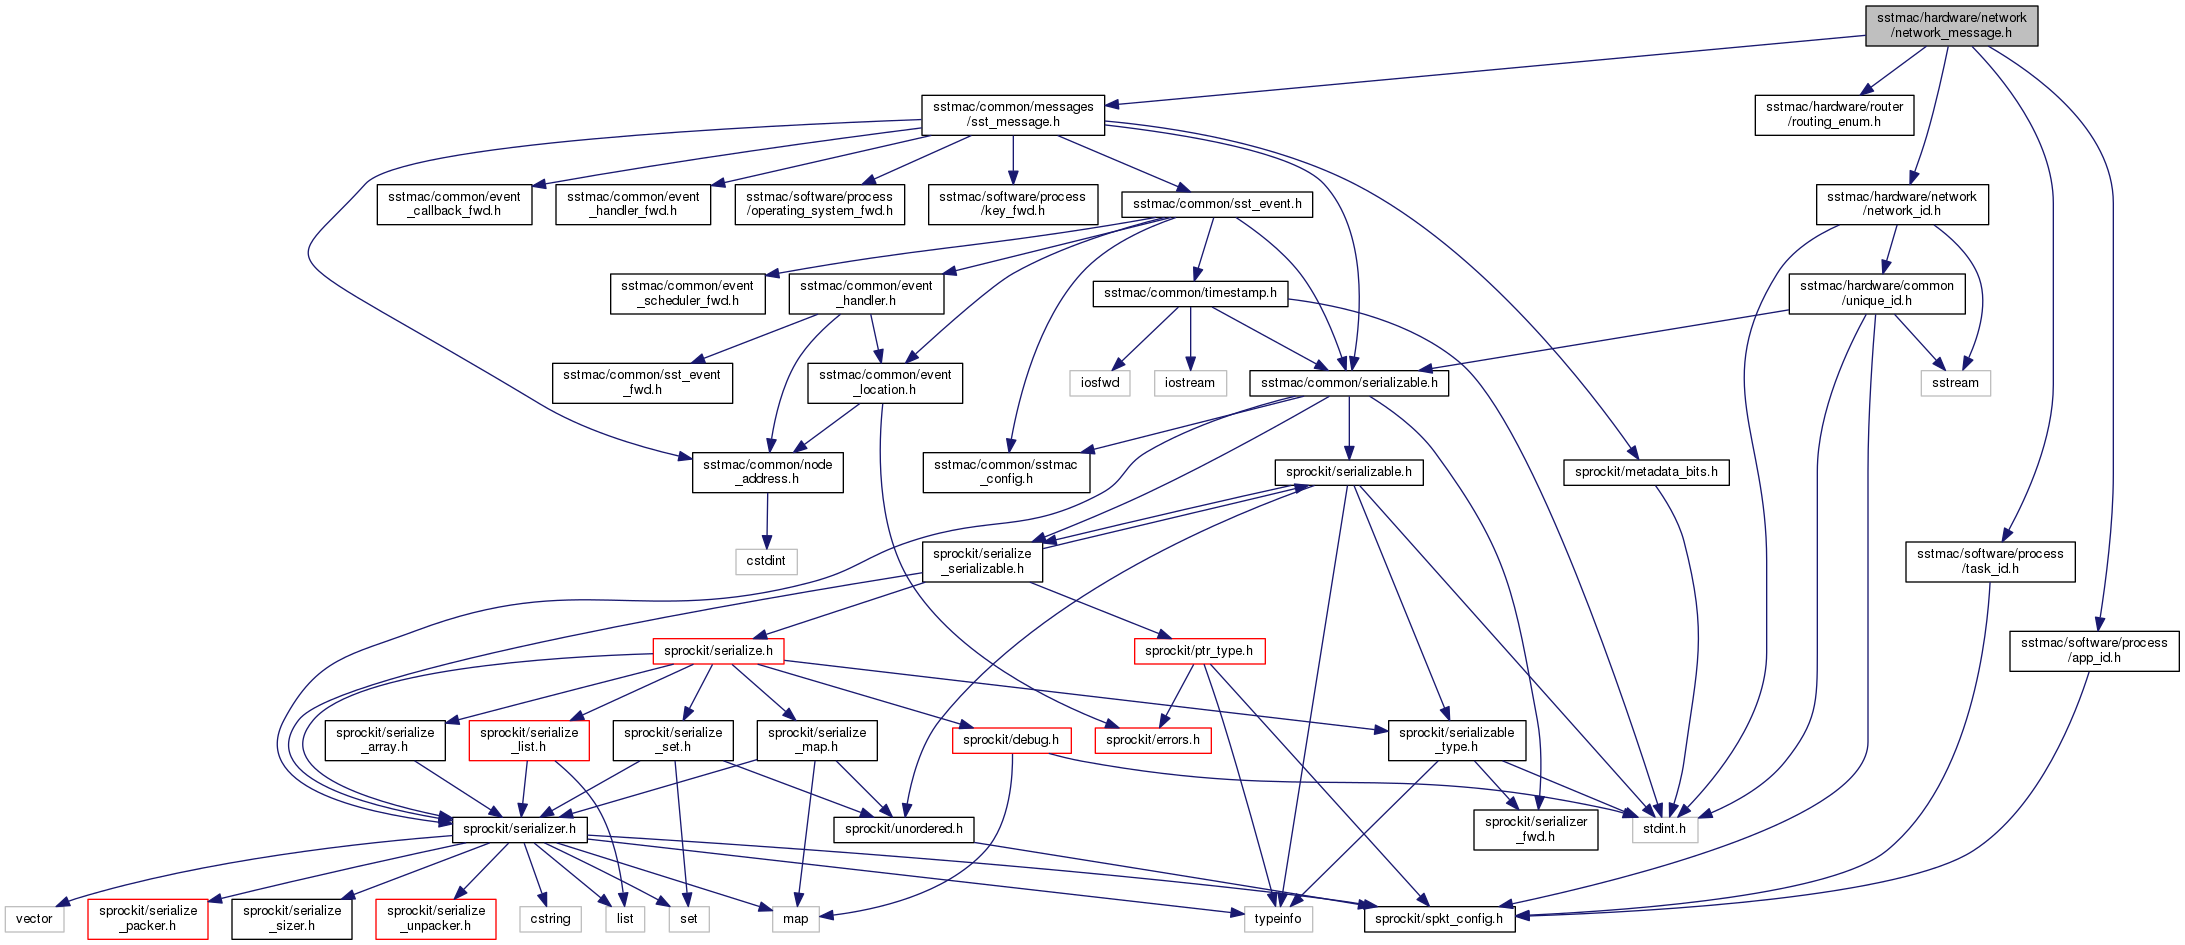 sstmac/hardware/network
/network_message.h
sstmac/common/messages
/sst_message.h
sstmac/hardware/router
/routing_enum.h
sstmac/common/event
_callback_fwd.h
sstmac/common/event
_handler_fwd.h
sstmac/software/process
/operating_system_fwd.h
sstmac/software/process
/key_fwd.h
sstmac/common/sst_event.h
sstmac/hardware/network
/network_id.h
sstmac/common/event
_scheduler_fwd.h
sstmac/common/event
_handler.h
sstmac/common/timestamp.h
sstmac/hardware/common
/unique_id.h
sstmac/common/sst_event
_fwd.h
sstmac/common/event
_location.h
iosfwd
iostream
sstmac/common/serializable.h
sstream
sstmac/common/node
_address.h
sstmac/common/sstmac
_config.h
sprockit/serializable.h
sprockit/metadata_bits.h
cstdint
sprockit/serialize
_serializable.h
sstmac/software/process
/task_id.h
sprockit/serialize.h
sprockit/ptr_type.h
sstmac/software/process
/app_id.h
sprockit/serialize
_array.h
sprockit/serialize
_list.h
sprockit/serialize
_set.h
sprockit/serialize
_map.h
sprockit/debug.h
sprockit/errors.h
sprockit/serializable
_type.h
sprockit/serializer.h
sprockit/unordered.h
sprockit/serializer
_fwd.h
stdint.h
vector
sprockit/serialize
_packer.h
sprockit/serialize
_sizer.h
sprockit/serialize
_unpacker.h
cstring
list
set
map
typeinfo
sprockit/spkt_config.h